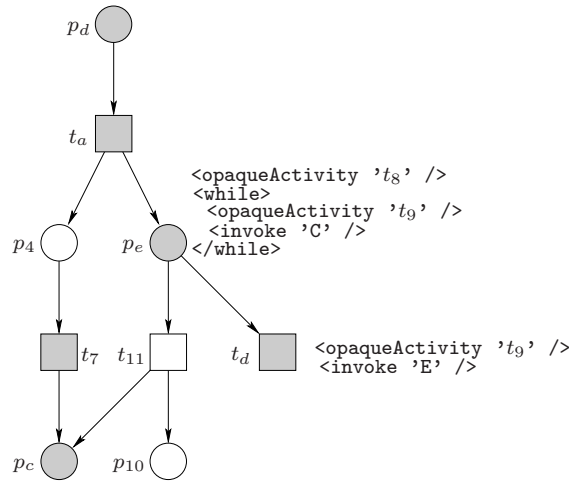 p_d
t_a
<opaqueActivity 't_8' />
<while>
<opaqueActivity 't_9' />
<invoke 'C' />
</while>
p_4
p_e
t_7
t_11
t_d
<opaqueActivity 't_9' />
<invoke 'E' />
p_c
p_10